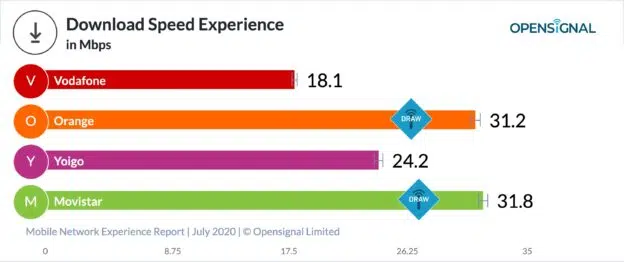 Download Speed Experience
in Mbps
OPENSIGNAL
V Vodafone 18.1
O Orange DRAW 31.2
Y Yoigo 24.2
M Movistar DRAW 31.8
Mobile Network Experience Report | July 2020 | © Opensignal Limited
0 8.75 17.5 26.25 35